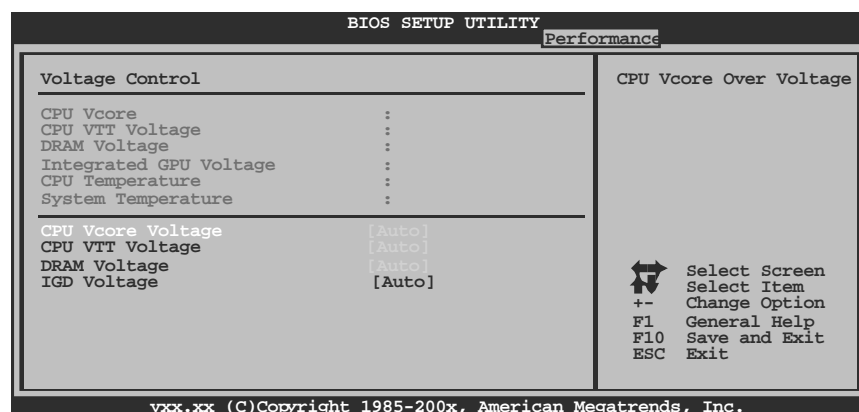 BIOS SETUP UTILITY
Performance
Voltage Control
CPU Vcore :
CPU VTT Voltage :
DRAM Voltage :
Integrated GPU Voltage :
CPU Temperature :
System Temperature :
CPU Vcore Voltage [Auto]
CPU VTT Voltage [Auto]
DRAM Voltage [Auto]
IGD Voltage [Auto]
CPU Vcore Over Voltage
Select Screen
Select Item
+- Change Option
F1 General Help
F10 Save and Exit
ESC Exit
vxx.xx (C)Copyright 1985-200x, American Megatrends, Inc.